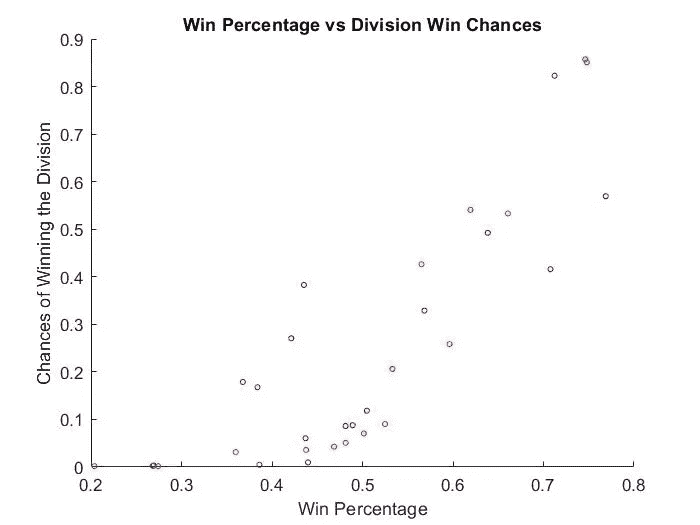 Win Percentage vs Division Win Chances
Chances of Winning the Division
0.9
0.8
0.7
0.6
0.5
0.4
0.3
0.2
0.1
0
0.2 0.3 0.4 0.5 0.6 0.7 0.8
Win Percentage